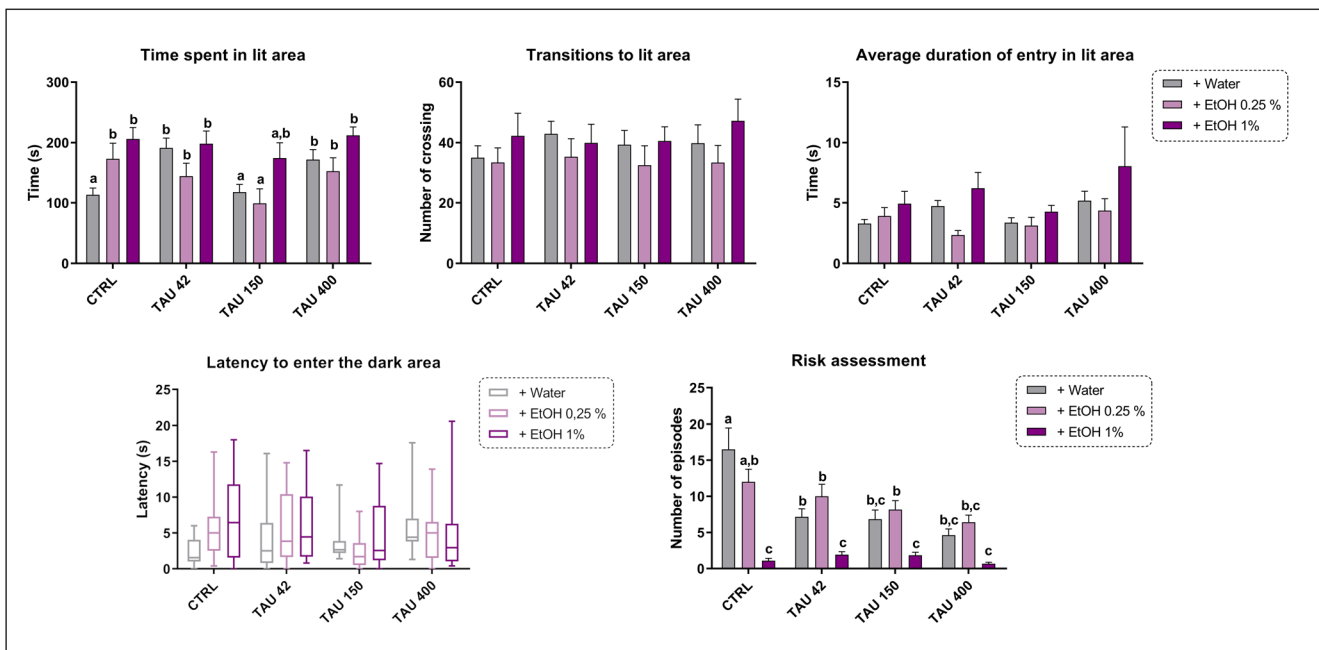 Time spent in lit area
300
200
100
0
Time (s)
a b b
b b b
a a a,b
b b b
CTRL TAU 42 TAU 150 TAU 400
Transitions to lit area
60
40
20
0
Number of crossing
CTRL TAU 42 TAU 150 TAU 400
Average duration of entry in lit area
15
10
5
0
Time (s)
CTRL TAU 42 TAU 150 TAU 400
+ Water
+ EtOH 0.25 %
+ EtOH 1%
Latency to enter the dark area
25
20
15
10
5
0
Latency (s)
CTRL TAU 42 TAU 150 TAU 400
+ Water
+ EtOH 0,25 %
+ EtOH 1%
Risk assessment
25
20
15
10
5
0
Number of episodes
a a,b c
b b c
b,c b c
b,c b,c c
CTRL TAU 42 TAU 150 TAU 400
+ Water
+ EtOH 0.25 %
+ EtOH 1%